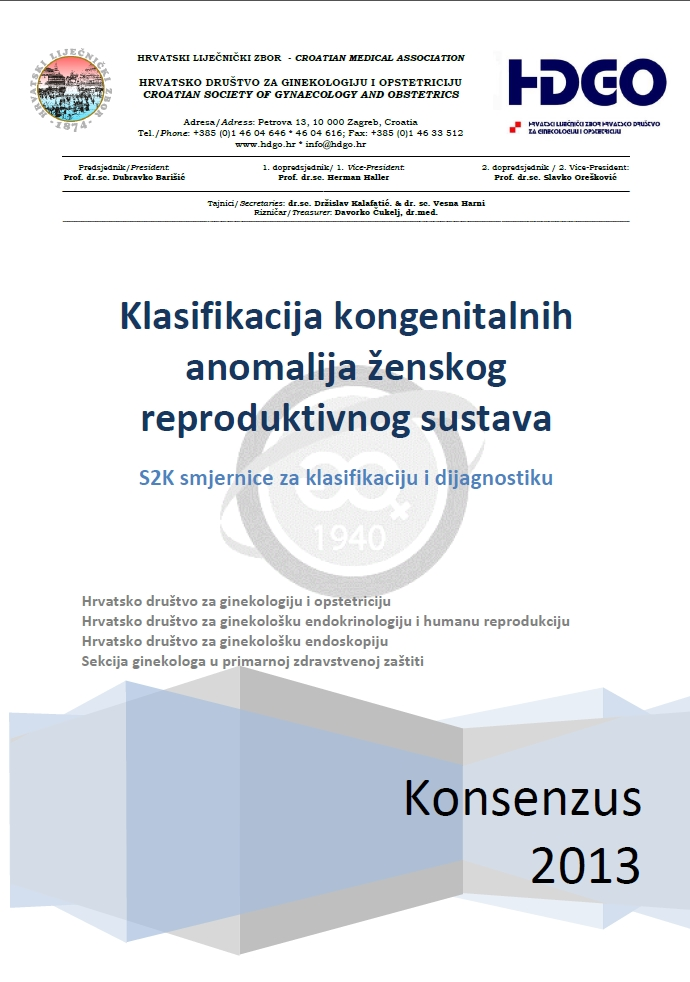 HRVATSKI LIJEČNIČKI ZBOR
- 1874 -
HRVATSKI LIJEČNIČKI ZBOR - CROATIAN MEDICAL ASSOCIATION
HRVATSKO DRUŠTVO ZA GINEKOLOGIJU I OPSTETRICIJU
CROATIAN SOCIETY OF GYNAECOLOGY AND OBSTETRICS
Adresa/Adress: Petrova 13, 10 000 Zagreb, Croatia
Tel./Phone: +385 (0)1 46 04 646 * 46 04 616; Fax: +385 (0)1 46 33 512
www.hdgo.hr * info@hdgo.hr
HDGO
HRVATSKI LIJEČNIČKI ZBOR HRVATSKO DRUŠTVO
ZA GINEKOLOGIJU I OPSTETRICIJU
Predsjednik/President: 1. dopredsjednik/ 1. Vice-President: 2. dopredsjednik / 2. Vice-President:
Prof. dr.sc. Dubravko Barišić Prof. dr.sc. Herman Haller Prof. dr.sc. Slavko Orešković
Tajnici/Secretaries: dr.sc. Držislav Kalafatić. & dr. sc. Vesna Harni
Rizničar/Treasurer: Davorko Čukelj, dr.med.
Klasifikacija kongenitalnih
anomalija ženskog
reproduktivnog sustava
S2K smjernice za klasifikaciju i dijagnostiku
1940
Hrvatsko društvo za ginekologiju i opstetriciju
Hrvatsko društvo za ginekološku endokrinologiju i humanu reprodukciju
Hrvatsko društvo za ginekološku endoskopiju
Sekcija ginekologa u primarnoj zdravstvenoj zaštiti
Konsenzus
2013